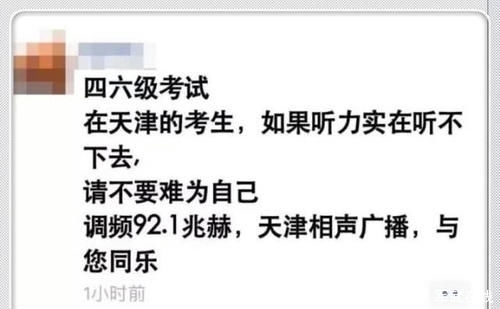 四六级考试
在天津的考生，如果听力实在听不
下去，
请不要难为自己
调频92.1兆赫，天津相声广播，与
您同乐
1小时前